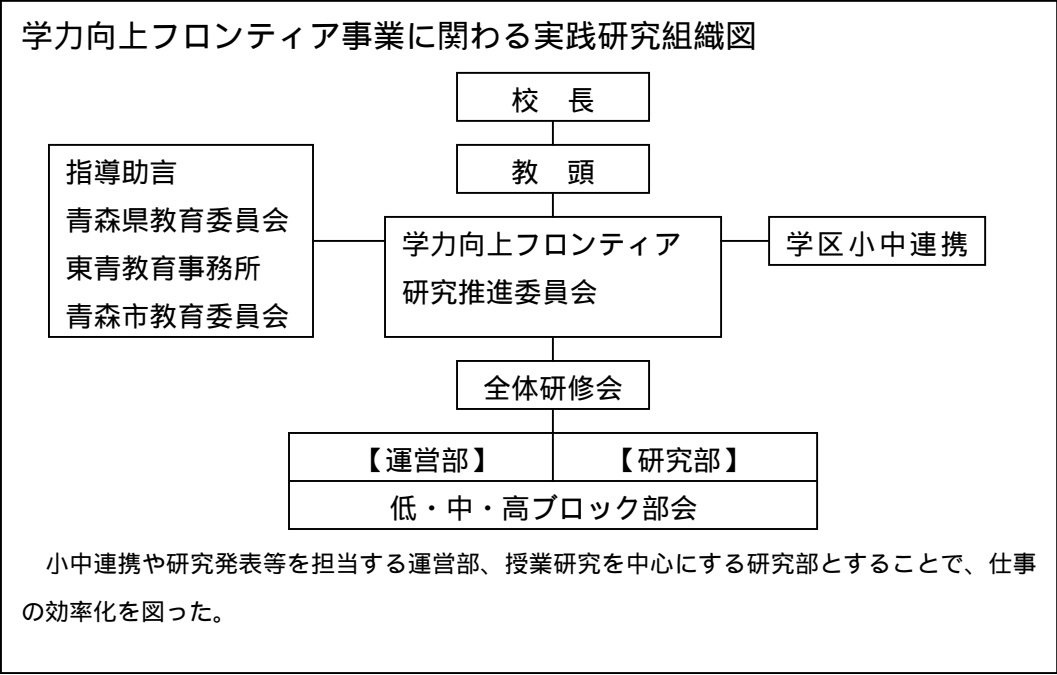 学力向上フロンティア事業に関わる実践研究組織図
校　長
教　頭
指導助言
青森県教育委員会
東青教育事務所
青森市教育委員会
学力向上フロンティア
研究推進委員会
学区小中連携
全体研修会
【運営部】
【研究部】
低・中・高ブロック部会
小中連携や研究発表等を担当する運営部、授業研究を中心にする研究部とすることで、仕事
の効率化を図った。